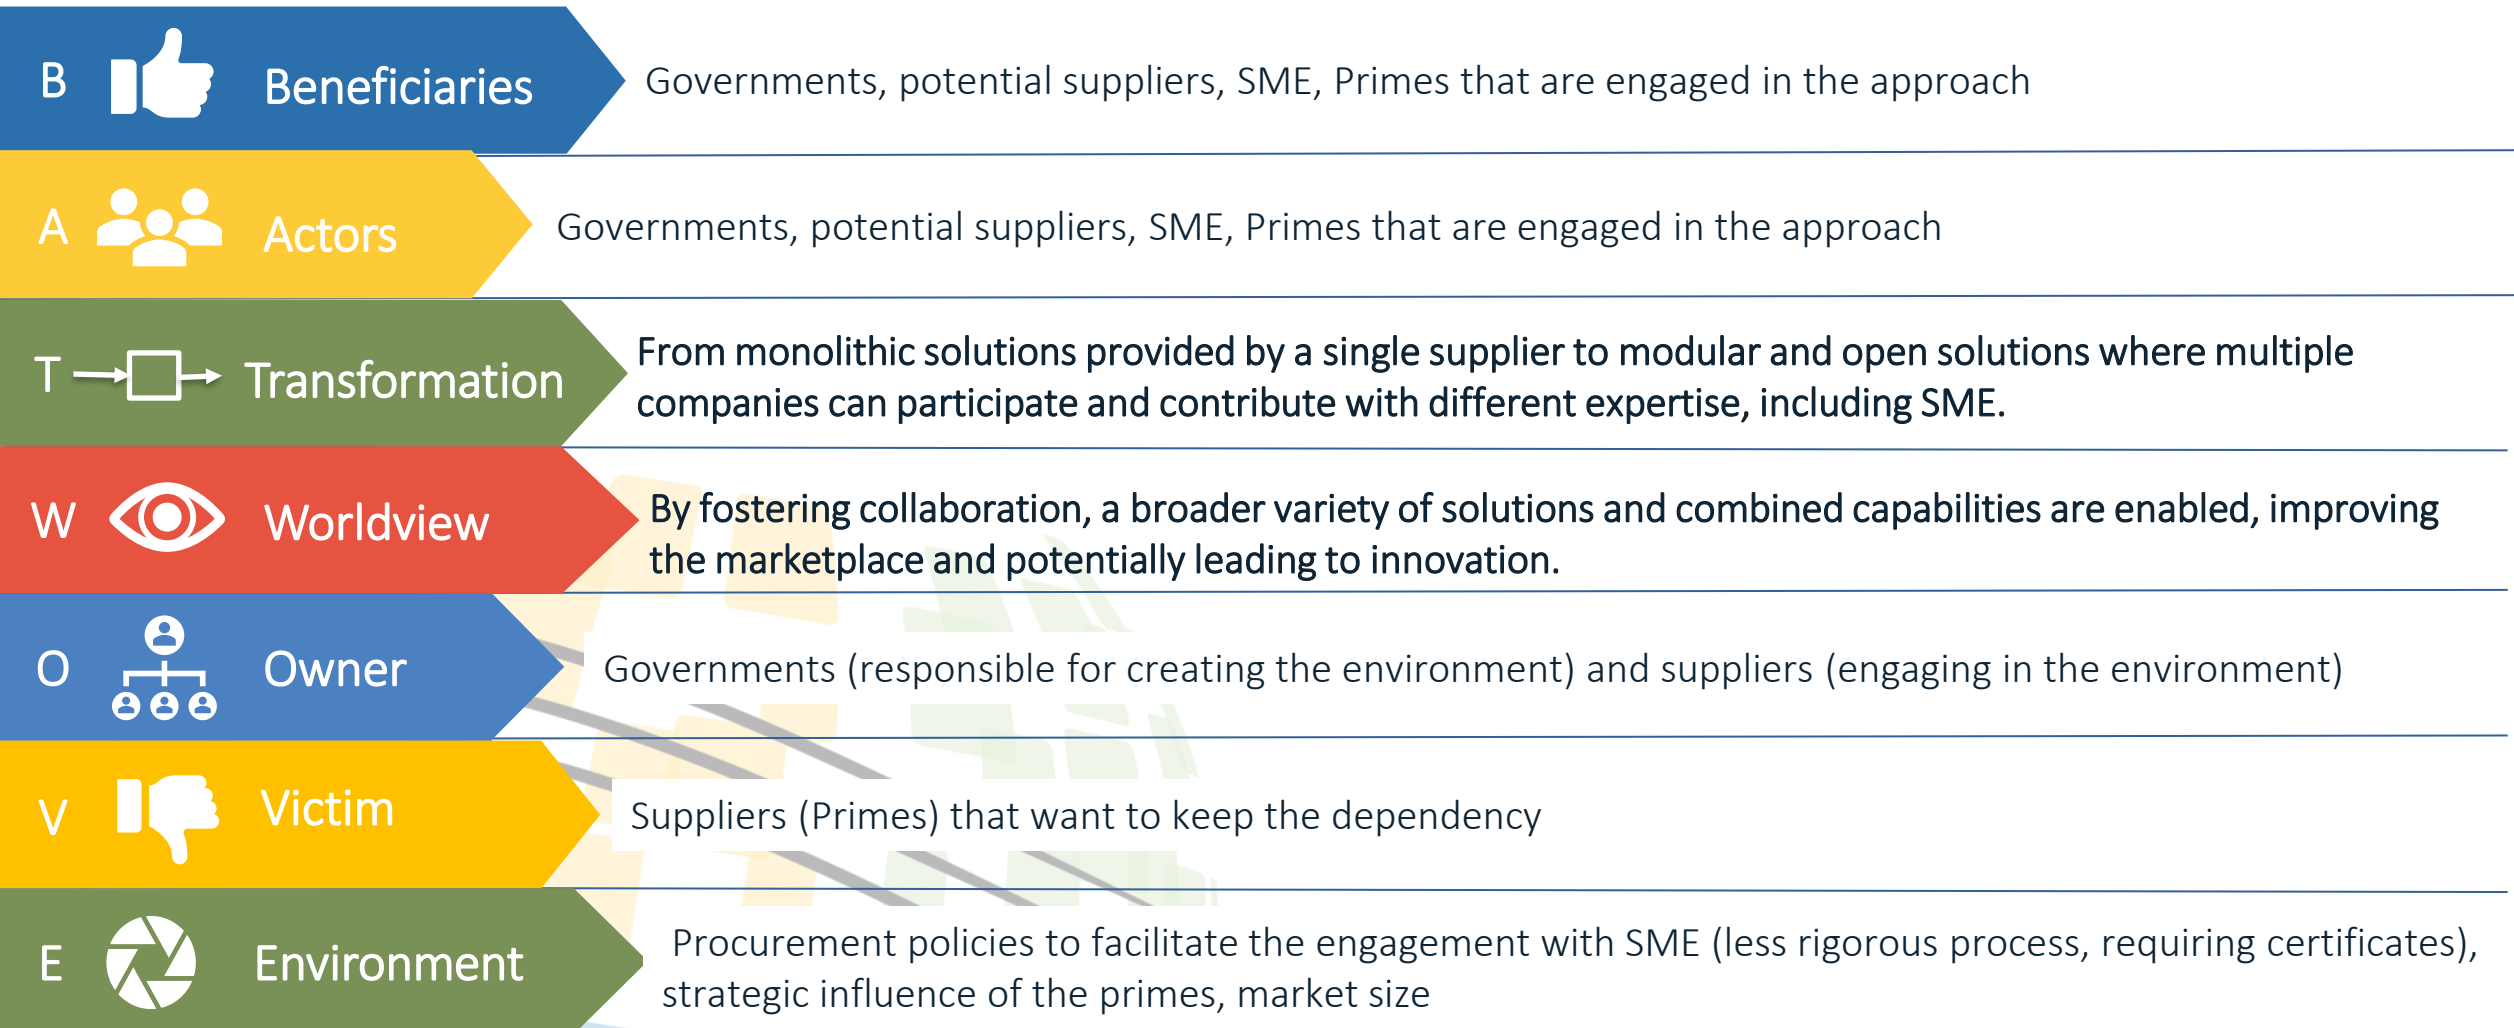 B Beneficiaries Governments, potential suppliers, SME, Primes that are engaged in the approach
A Actors Governments, potential suppliers, SME, Primes that are engaged in the approach
T Transformation From monolithic solutions provided by a single supplier to modular and open solutions where multiple
companies can participate and contribute with different expertise, including SME.
W Worldview By fostering collaboration, a broader variety of solutions and combined capabilities are enabled, improving
the marketplace and potentially leading to innovation.
O Owner Governments (responsible for creating the environment) and suppliers (engaging in the environment)
V Victim Suppliers (Primes) that want to keep the dependency
E Environment Procurement policies to facilitate the engagement with SME (less rigorous process, requiring certificates),
strategic influence of the primes, market size